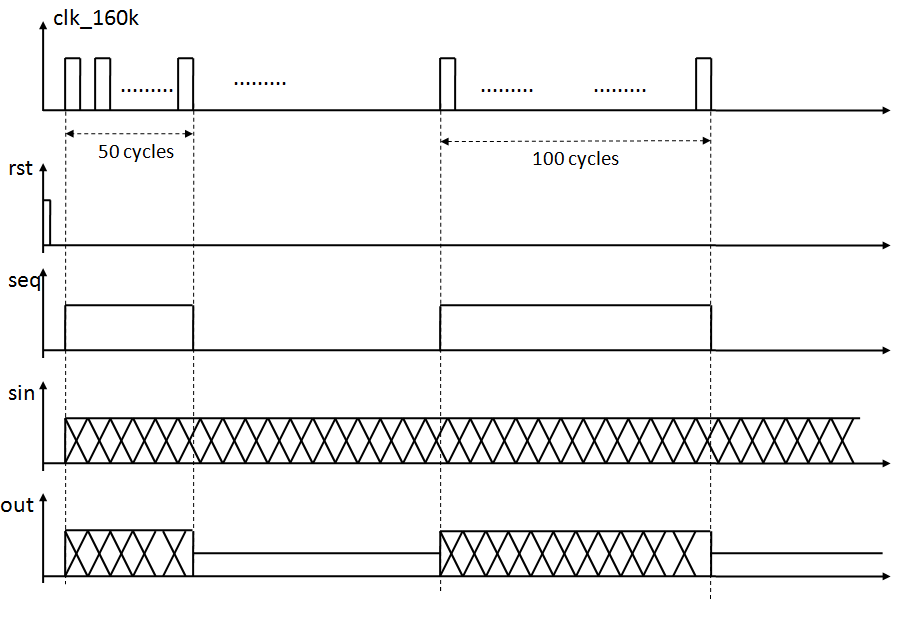 clk_160k
......... ......... ......... .........
50 cycles
100 cycles
rst
seq
sin
out